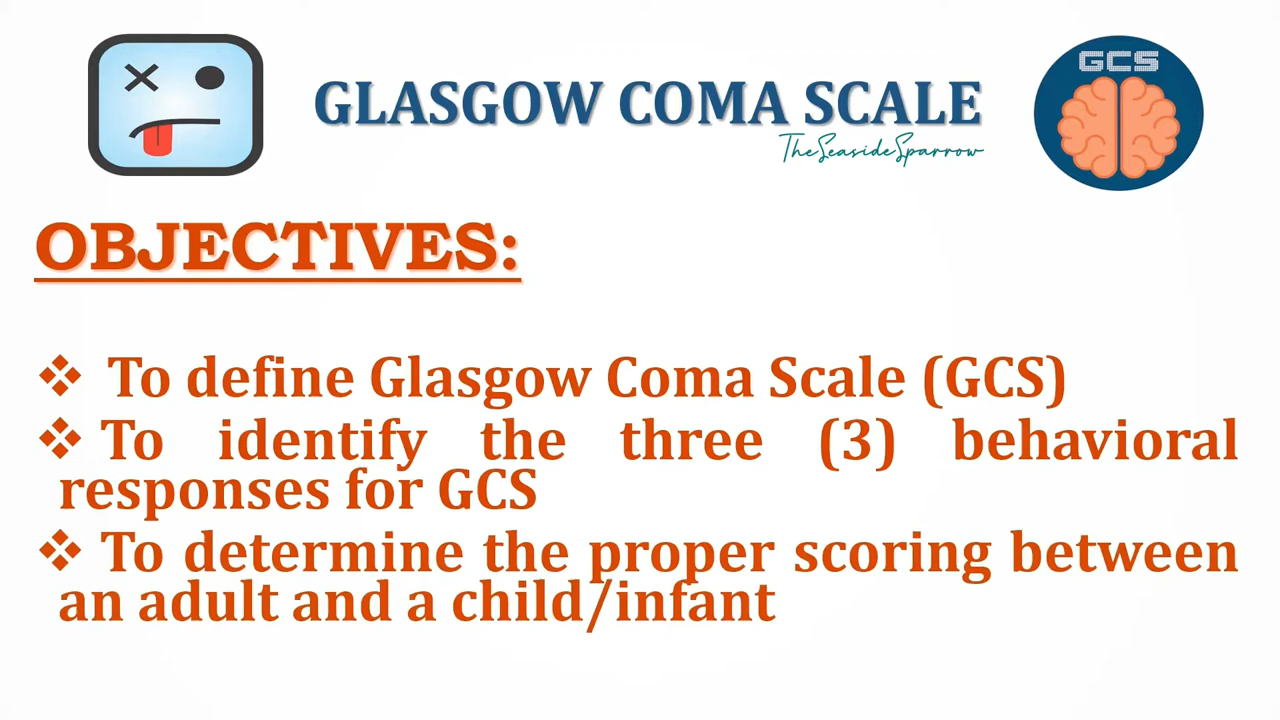 GCS
GLASGOW COMA SCALE
TheSeasideSparrow
OBJECTIVES:
❖ To define Glasgow Coma Scale (GCS)
❖ To identify the three (3) behavioral
responses for GCS
❖ To determine the proper scoring between
an adult and a child/infant